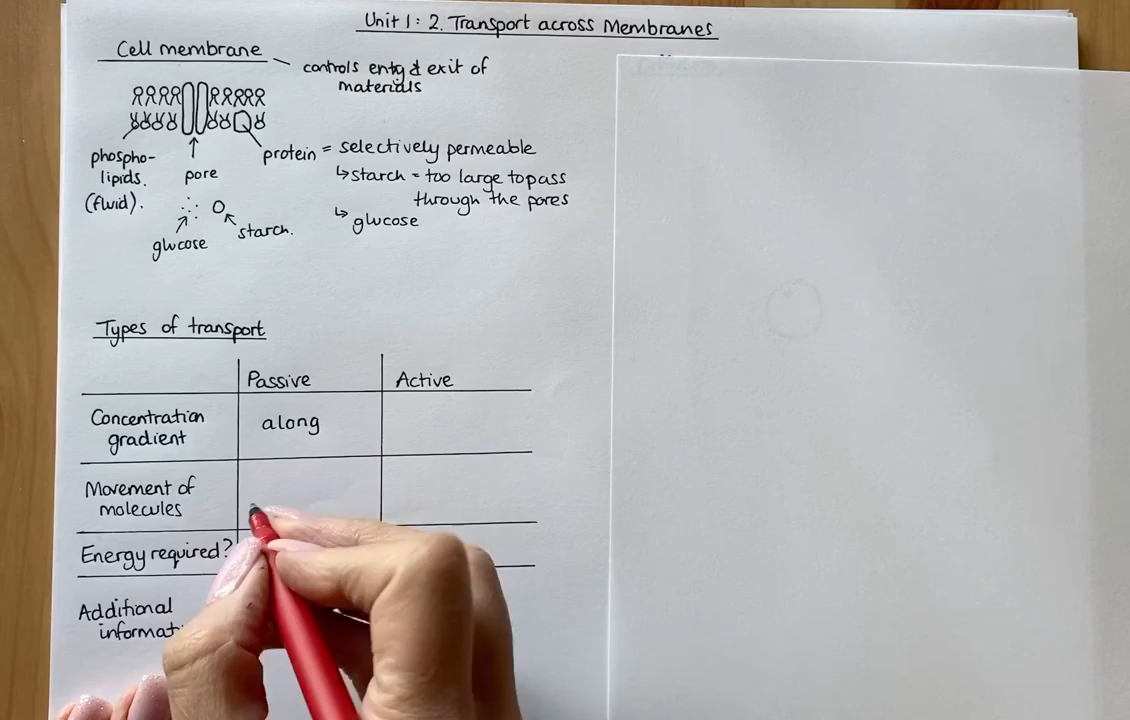 Unit 1: 2. Transport across Membranes
Cell membrane
controls entry & exit of
materials
phospho-
lipids.
(fluid).
pore
protein = selectively permeable
↳ starch = too large to pass
through the pores
↳ glucose
glucose
starch.
Types of transport
Passive
Active
Concentration
gradient
along
Movement of
molecules
Energy required?
Additional
informat